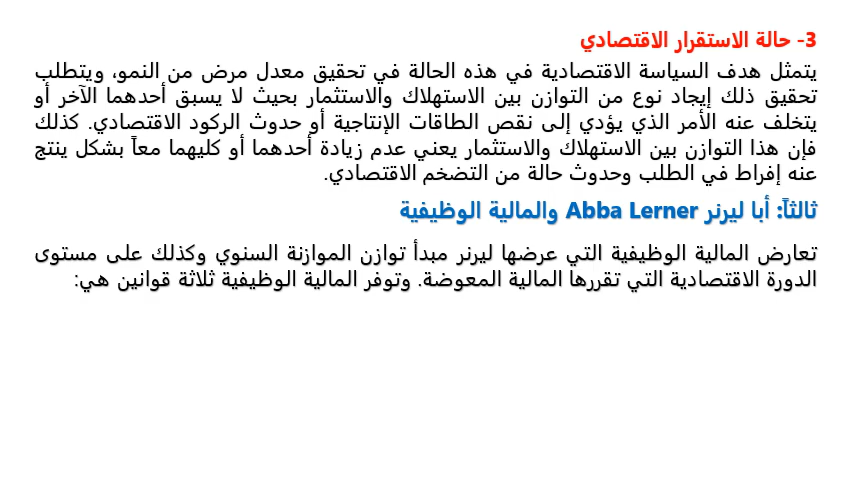 3- حالة الاستقرار الاقتصادي
يتمثل هدف السياسة الاقتصادية في هذه الحالة في تحقيق معدل مرض من النمو، ويتطلب
تحقيق ذلك إيجاد نوع من التوازن بين الاستهلاك والاستثمار بحيث لا يسبق أحدهما الآخر أو
يتخلف عنه الأمر الذي يؤدي إلى نقص الطاقات الإنتاجية أو حدوث الركود الاقتصادي. كذلك
فإن هذا التوازن بين الاستهلاك والاستثمار يعني عدم زيادة أحدهما أو كليهما معاً بشكل ينتج
عنه إفراط في الطلب وحدوث حالة من التضخم الاقتصادي.
ثالثاً: أبا ليرنر Abba Lerner والمالية الوظيفية
تعارض المالية الوظيفية التي عرضها ليرنر مبدأ توازن الموازنة السنوي وكذلك على مستوى
الدورة الاقتصادية التي تقررها المالية المعوضة. وتوفر المالية الوظيفية ثلاثة قوانين هي: